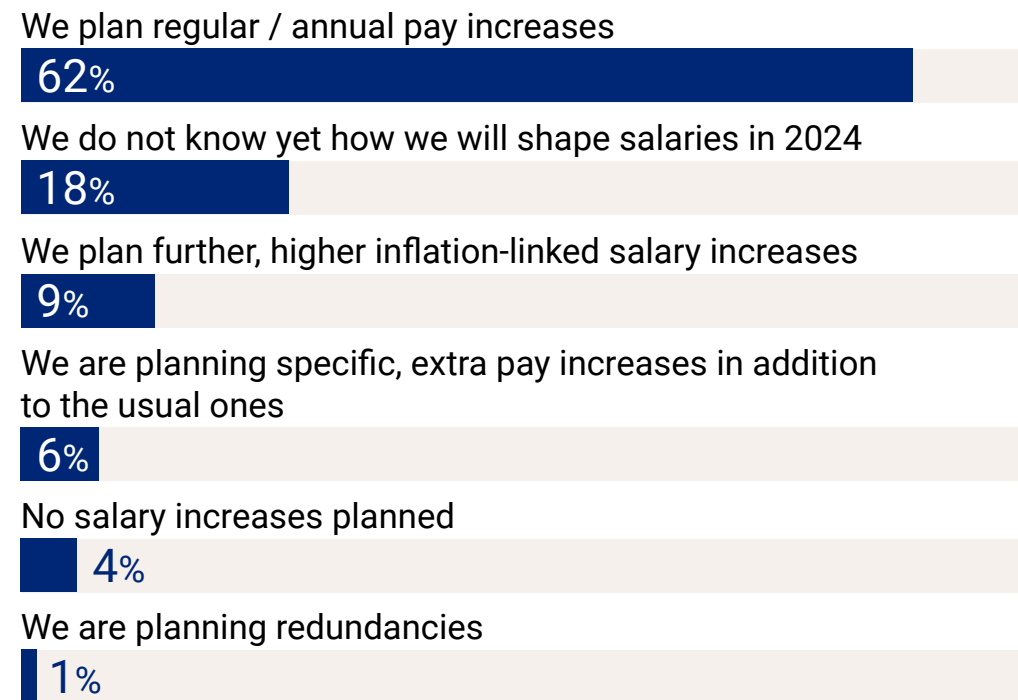 We plan regular / annual pay increases
62%
We do not know yet how we will shape salaries in 2024
18%
We plan further, higher inflation-linked salary increases
9%
We are planning specific, extra pay increases in addition
to the usual ones
6%
No salary increases planned
4%
We are planning redundancies
1%